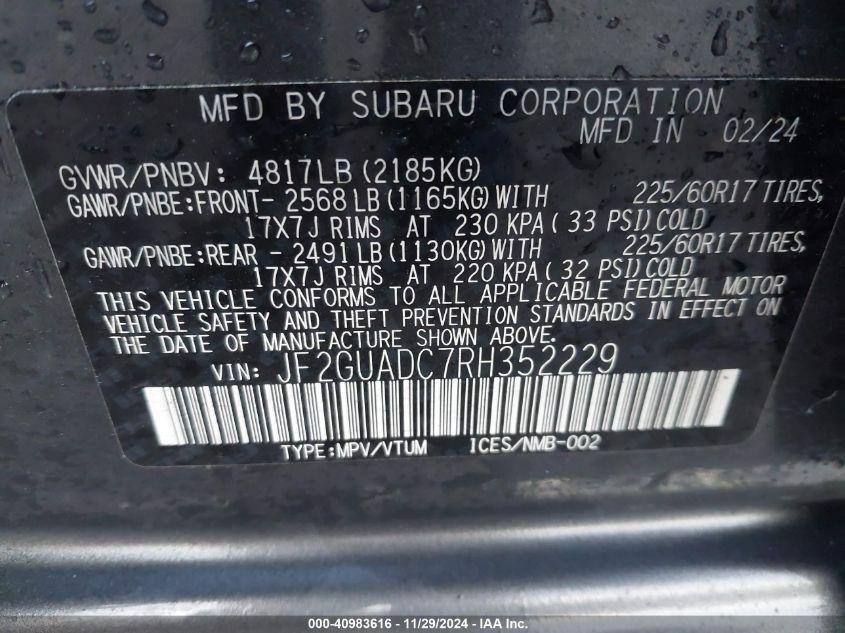 MFD BY SUBARU CORPORATION
MFD IN 02/24
GVWR/PNBV: 4817LB (2185KG)
GAWR/PNBE:FRONT- 2568 LB (1165KG) WITH 225/60R17 TIRES,
17X7J RIMS AT 230 KPA ( 33 PSI) COLD
GAWR/PNBE:REAR - 2491 LB (1130KG) WITH 225/60R17 TIRES,
17X7J RIMS AT 220 KPA ( 32 PSI) COLD
THIS VEHICLE CONFORMS TO ALL APPLICABLE FEDERAL MOTOR
VEHICLE SAFETY AND THEFT PREVENTION STANDARDS IN EFFECT ON
THE DATE OF MANUFACTURE SHOWN ABOVE.
VIN: JF2GUADC7RH352229
TYPE:MPV/VTUM ICES/NMB-002
000-40983616 - 11/29/2024 - IAA Inc.